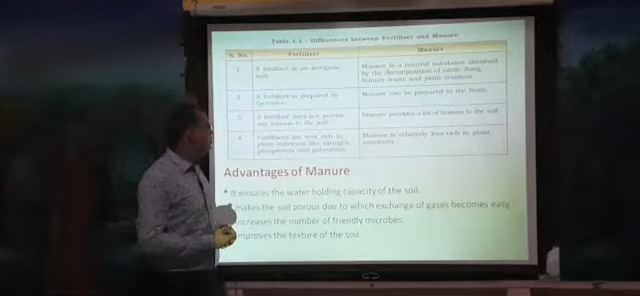 Table 1.1 : Differences between Fertiliser and Manure
S. No. Fertiliser Manure
1. A fertiliser is an inorganic salt. Manure is a natural substance obtained by the decomposition of cattle dung, human waste and plant residues.
2. A fertiliser is prepared in factories. Manure can be prepared in the fields.
3. A fertiliser does not provide any humus to the soil. Manure provides a lot of humus to the soil.
4. Fertilisers are very rich in plant nutrients like nitrogen, phosphorus and potassium. Manure is relatively less rich in plant nutrients.
Advantages of Manure
• It ensures the water holding capacity of the soil.
makes the soil porous due to which exchange of gases becomes easy.
increases the number of friendly microbes.
improves the texture of the soil.